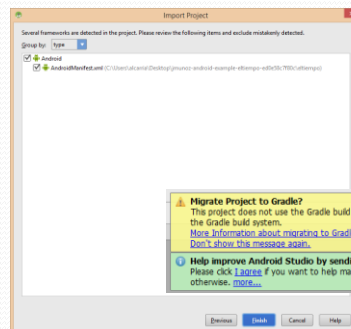 Import Project
Several frameworks are detected in the project. Please review the following items and exclude mistakenly detected.
Group by: type
Android
AndroidManifest.xml
Migrate Project to Gradle?
This project does not use the Gradle build
the Gradle build system.
More Information about migrating to Gradl
Don't show this message again.
Help improve Android Studio by sendi
Please click I agree if you want to help ma
otherwise. more...
Previous Finish Cancel Help